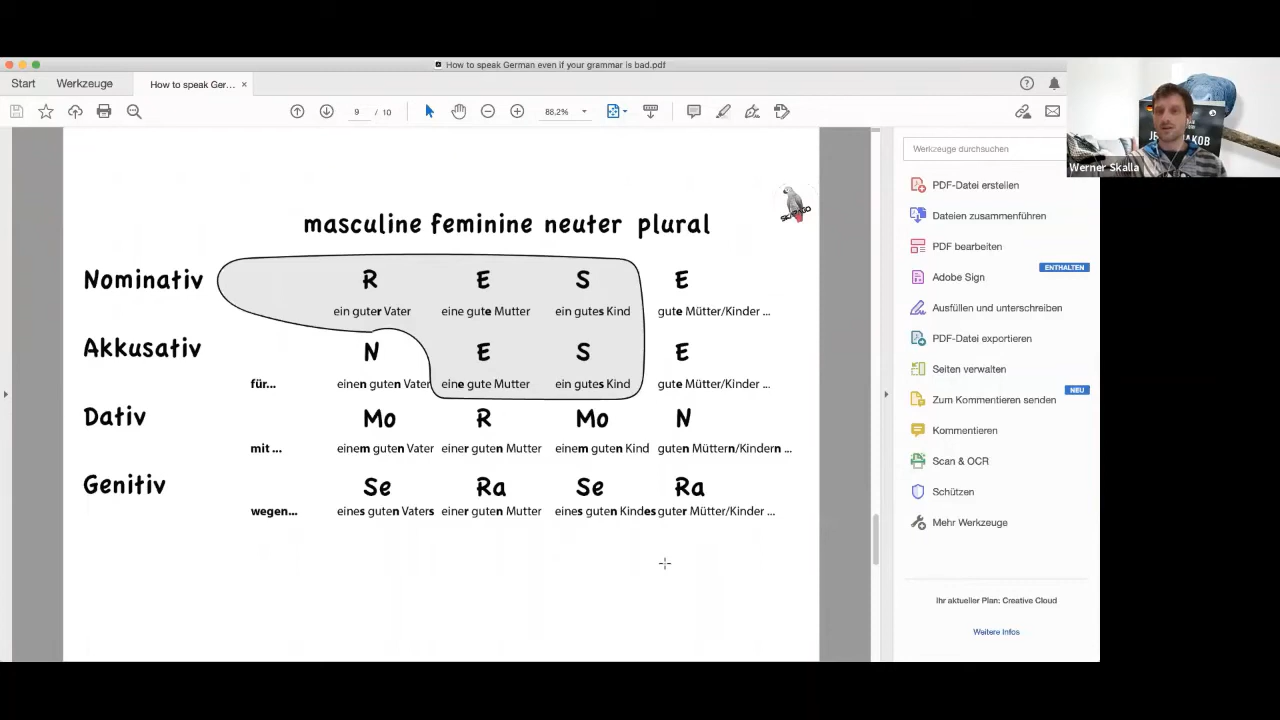 How to speak German even if your grammar is bad.pdf
Start Werkzeuge How to speak Ger... ×
9 / 10 88,2%
Werkzeuge durchsuchen
Werner Skalla
PDF-Datei erstellen
Dateien zusammenführen
PDF bearbeiten
Adobe Sign ENTHALTEN
Ausfüllen und unterschreiben
PDF-Datei exportieren
Seiten verwalten
Zum Kommentieren senden NEU
Kommentieren
Scan & OCR
Schützen
Mehr Werkzeuge
Ihr aktueller Plan: Creative Cloud
Weitere Infos
masculine feminine neuter plural
Nominativ R E S E
ein guter Vater eine gute Mutter ein gutes Kind gute Mütter/Kinder ...
Akkusativ N E S E
für... einen guten Vater eine gute Mutter ein gutes Kind gute Mütter/Kinder ...
Dativ Mo R Mo N
mit ... einem guten Vater einer guten Mutter einem guten Kind guten Müttern/Kindern ...
Genitiv Se Ra Se Ra
wegen... eines guten Vaters einer guten Mutter eines guten Kindes guter Mütter/Kinder ...